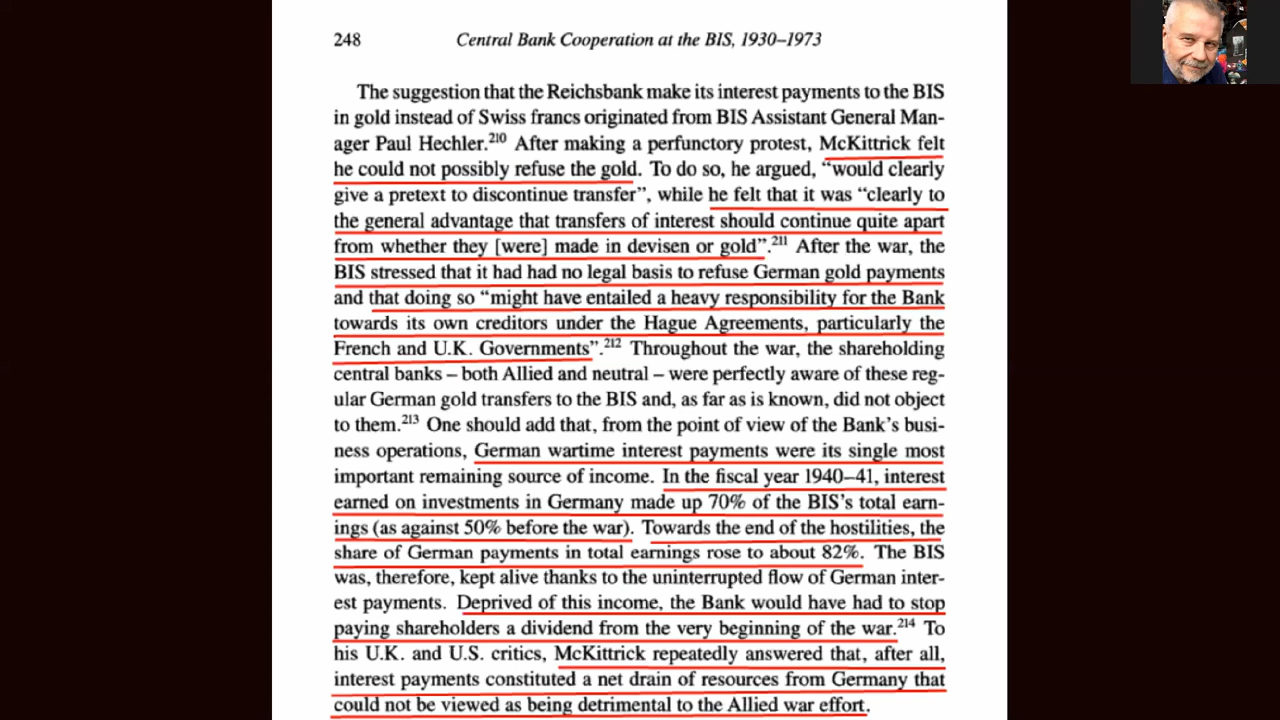 248 Central Bank Cooperation at the BIS, 1930–1973
The suggestion that the Reichsbank make its interest payments to the BIS
in gold instead of Swiss francs originated from BIS Assistant General Man-
ager Paul Hechler.210 After making a perfunctory protest, McKittrick felt
he could not possibly refuse the gold. To do so, he argued, “would clearly
give a pretext to discontinue transfer”, while he felt that it was “clearly to
the general advantage that transfers of interest should continue quite apart
from whether they [were] made in devisen or gold”.211 After the war, the
BIS stressed that it had had no legal basis to refuse German gold payments
and that doing so “might have entailed a heavy responsibility for the Bank
towards its own creditors under the Hague Agreements, particularly the
French and U.K. Governments”.212 Throughout the war, the shareholding
central banks – both Allied and neutral – were perfectly aware of these reg-
ular German gold transfers to the BIS and, as far as is known, did not object
to them.213 One should add that, from the point of view of the Bank’s busi-
ness operations, German wartime interest payments were its single most
important remaining source of income. In the fiscal year 1940–41, interest
earned on investments in Germany made up 70% of the BIS’s total earn-
ings (as against 50% before the war). Towards the end of the hostilities, the
share of German payments in total earnings rose to about 82%. The BIS
was, therefore, kept alive thanks to the uninterrupted flow of German inter-
est payments. Deprived of this income, the Bank would have had to stop
paying shareholders a dividend from the very beginning of the war.214 To
his U.K. and U.S. critics, McKittrick repeatedly answered that, after all,
interest payments constituted a net drain of resources from Germany that
could not be viewed as being detrimental to the Allied war effort.